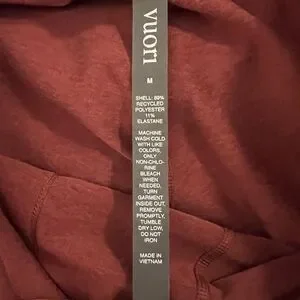 vuori
M
SHELL: 89%
RECYCLED
POLYESTER
11%
ELASTANE
MACHINE
WASH COLD
WITH LIKE
COLORS,
ONLY
NON-CHLO-
RINE
BLEACH
WHEN
NEEDED,
TURN
GARMENT
INSIDE OUT,
REMOVE
PROMPTLY,
TUMBLE
DRY LOW,
DO NOT
IRON
MADE IN
VIETNAM